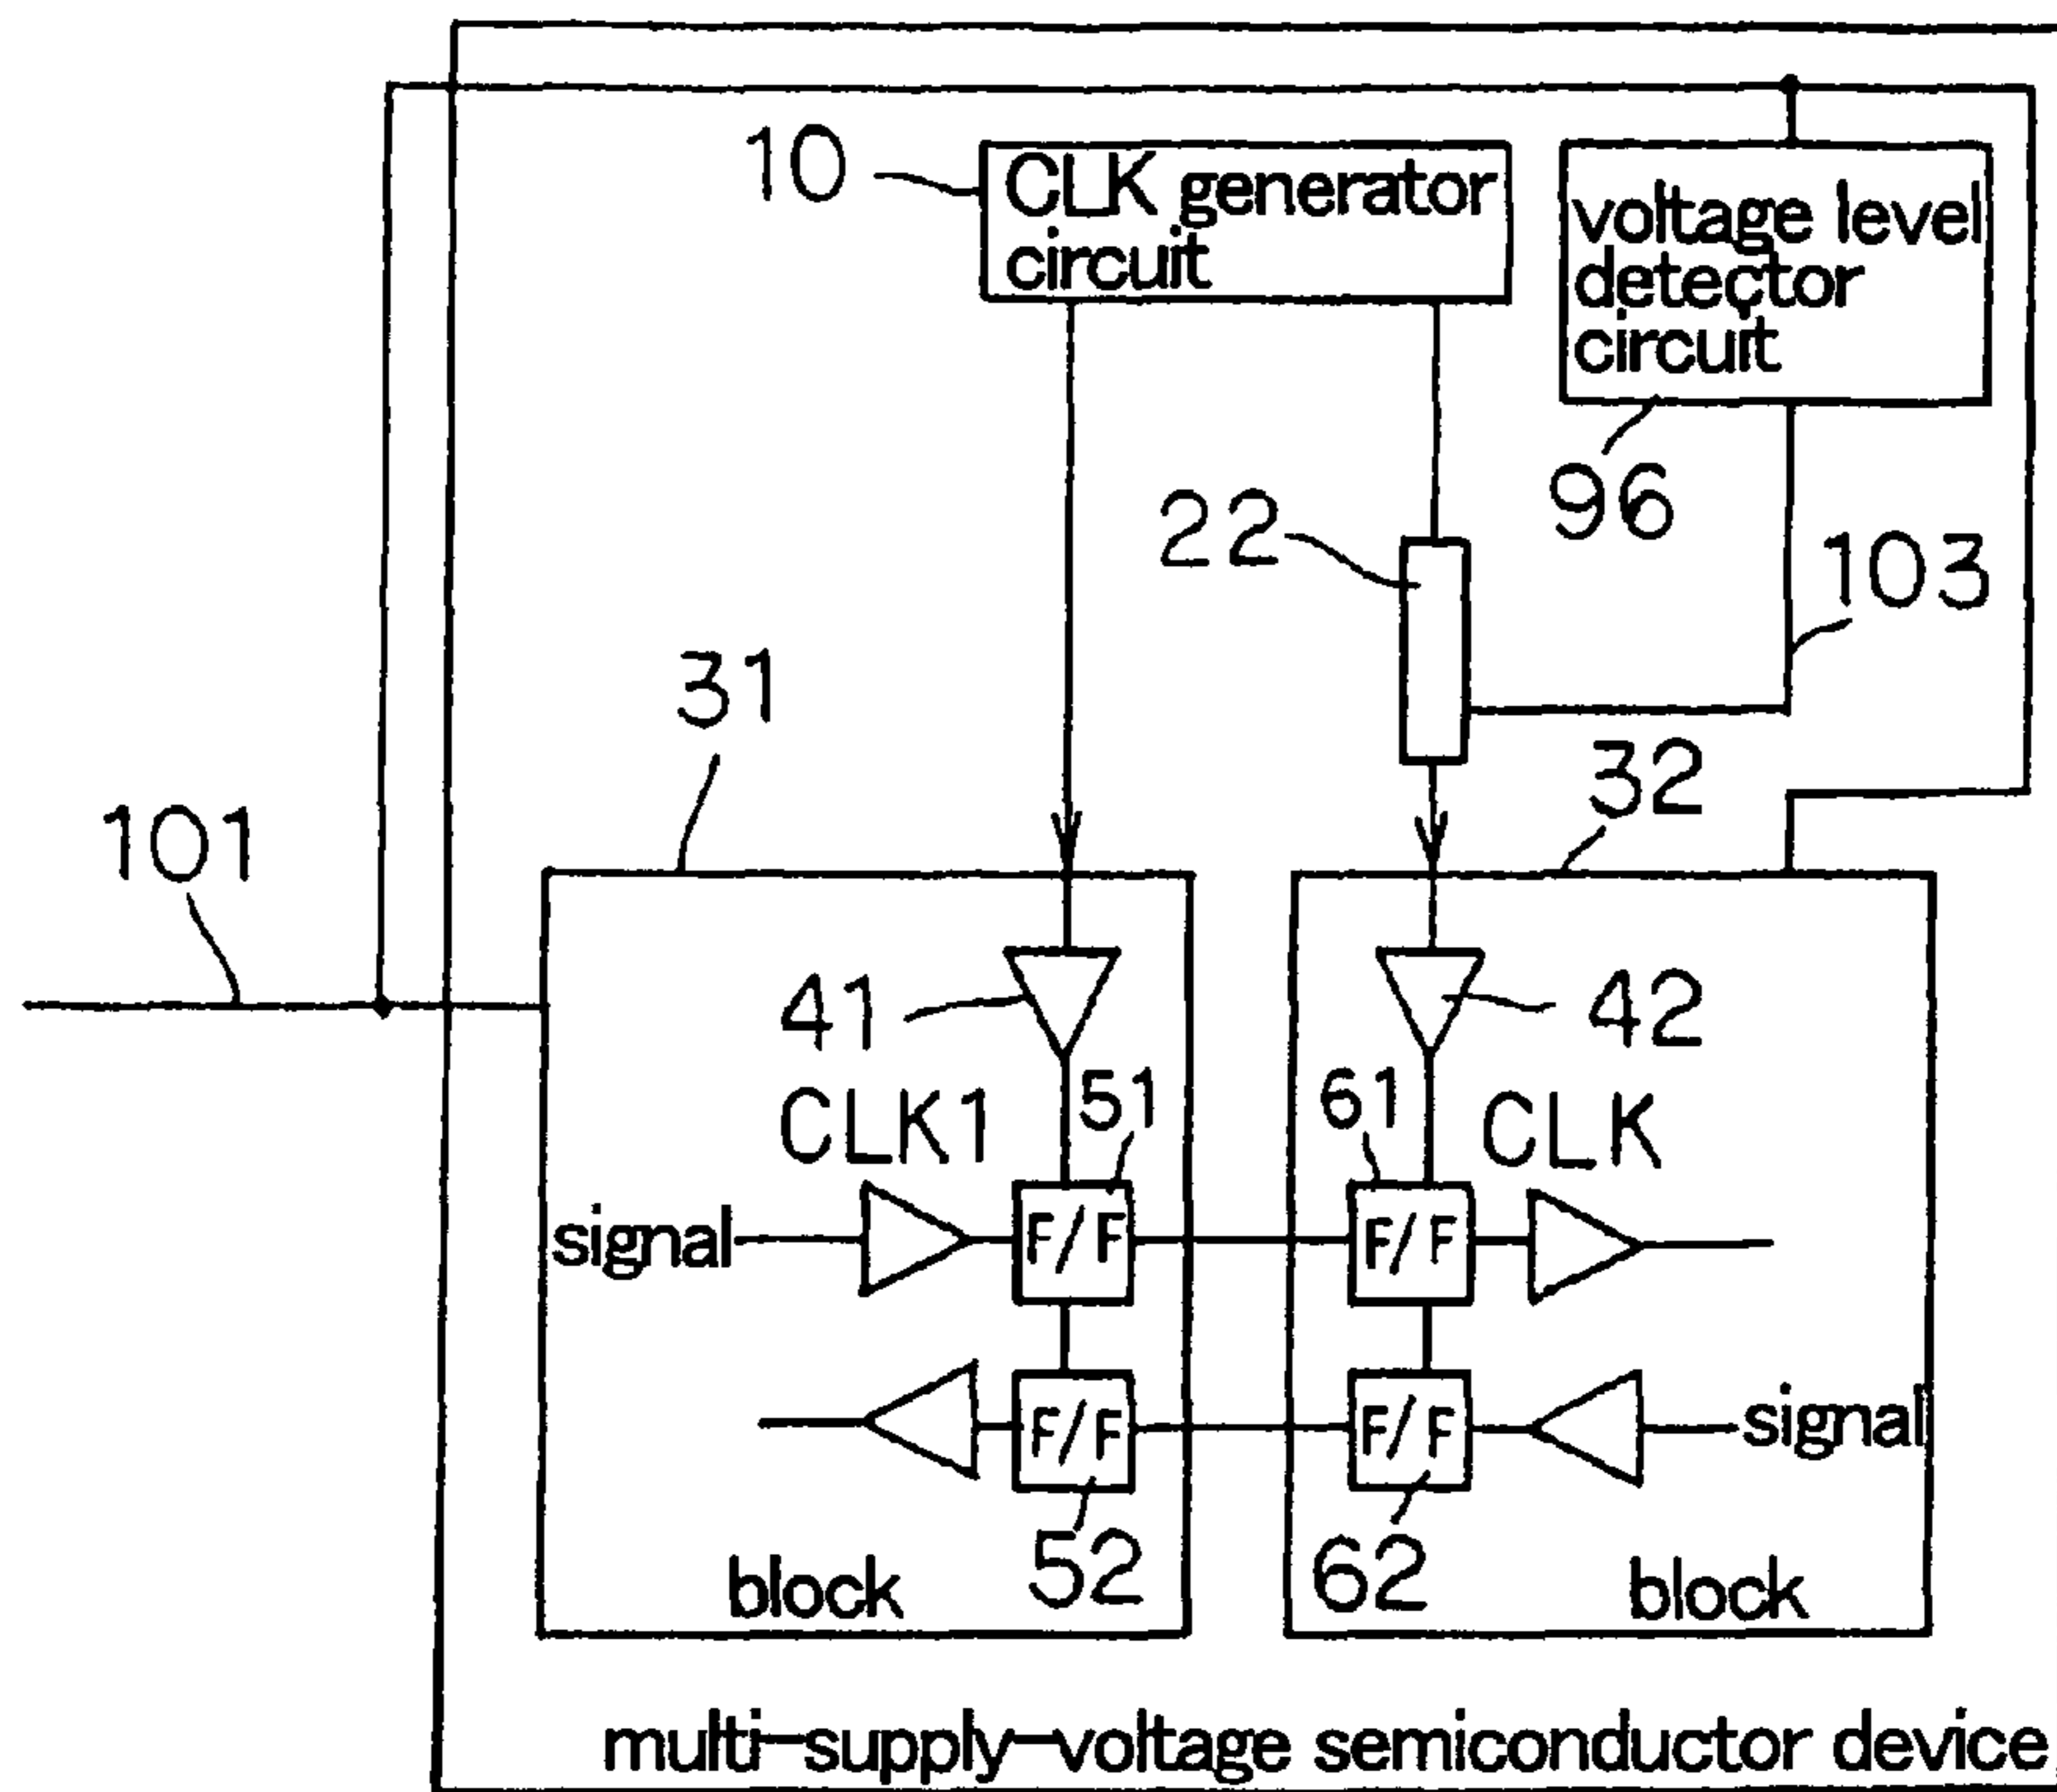 10
CLK generator
circuit
voltage level
detector
circuit
96
22
103
31
32
101
41
42
CLK1
51
61
CLK
signal
F/F
F/F
F/F
F/F
signal
52
62
block
block
multi-supply-voltage semiconductor device